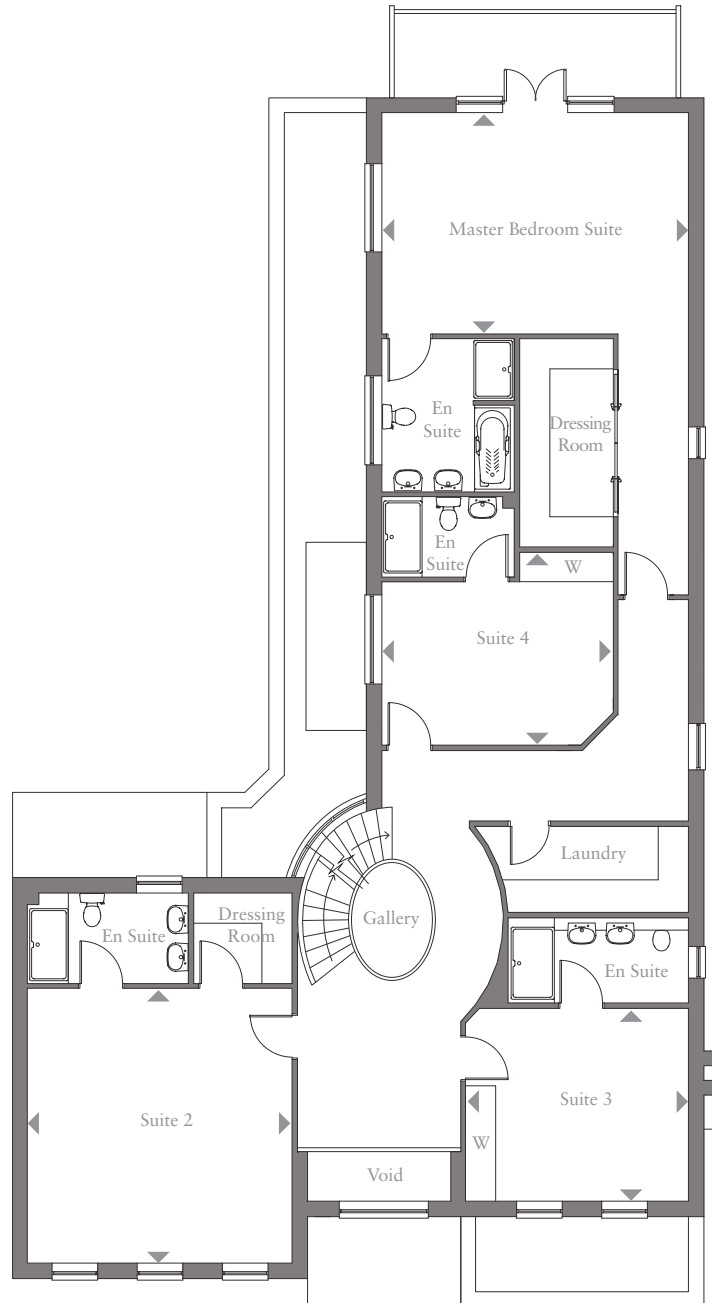 Master Bedroom Suite
En
Suite
Dressing
Room
En
Suite
W
Suite 4
Laundry
Gallery
En Suite
Dressing
Room
En Suite
Suite 2
Suite 3
W
Void